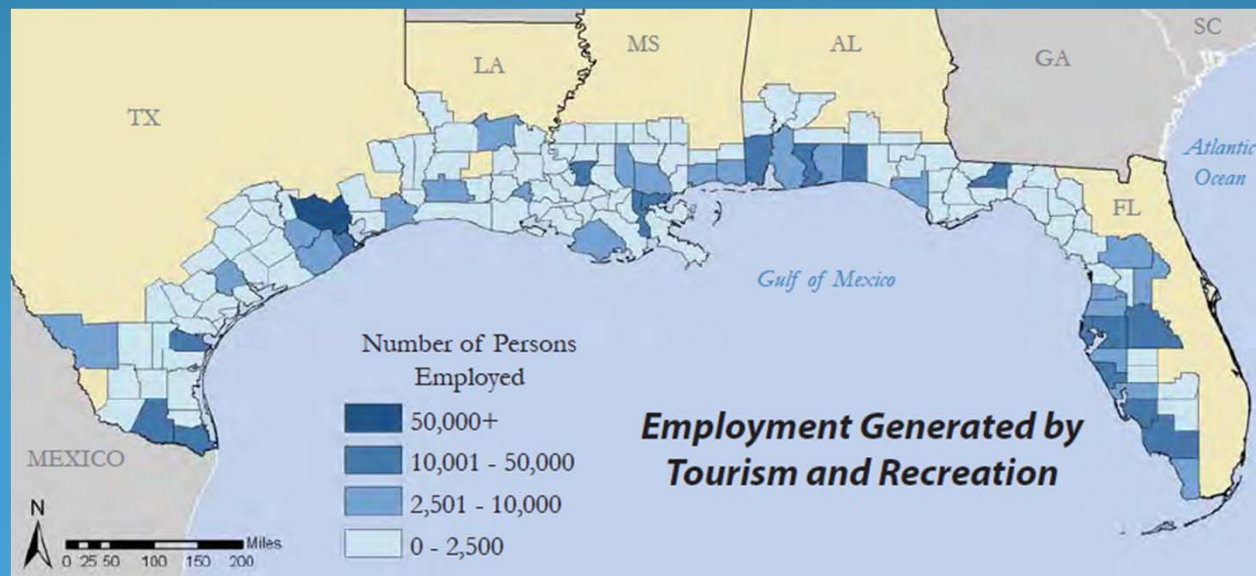 SC
MS
AL
GA
LA
TX
Atlantic
Ocean
FL
Gulf of Mexico
Number of Persons
Employed
50,000+
10,001 - 50,000
2,501 - 10,000
0 - 2,500
Employment Generated by
Tourism and Recreation
MEXICO
N
Miles
0 25 50 100 150 200